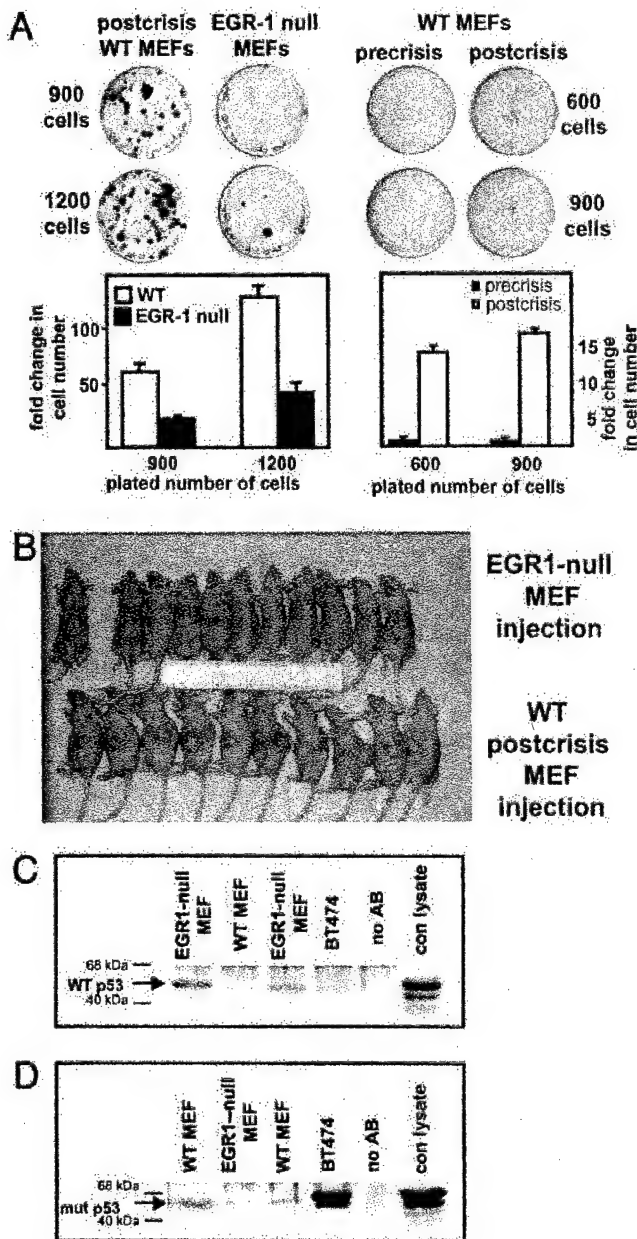 A
postcrisis WT MEFs
EGR-1 null MEFs
WT MEFs
precrisis postcrisis
900 cells
600 cells
1200 cells
900 cells
fold change in cell number
100
50
WT
EGR-1 null
900 1200
plated number of cells
precrisis
postcrisis
15
10
5
fold change in cell number
600 900
plated number of cells
B
EGR1-null
MEF
injection
WT
postcrisis
MEF
injection
C
EGR1-null MEF
WT MEF
EGR1-null MEF
BT474
no AB
con lysate
68 kDa
WT p53
40 kDa
D
WT MEF
EGR1-null MEF
WT MEF
BT474
no AB
con lysate
68 kDa
mut p53
40 kDa